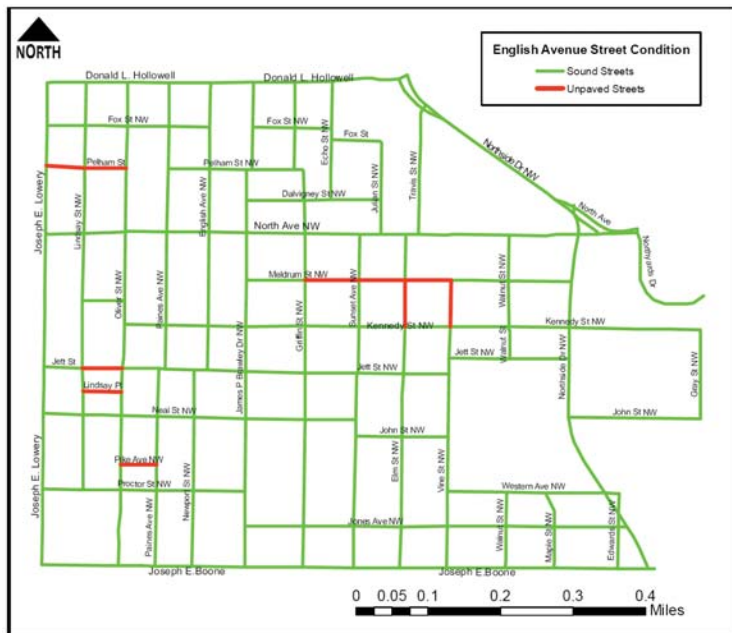 NORTH
English Avenue Street Condition
Sound Streets
Unpaved Streets
Donald L. Hollowell
Donald L. Hollowell
Fox St NW
Fox St NW
Echo St NW
Fox St
Northside Dr NW
Pelham St
Pelham St NW
Travis St NW
Joseph E. Lowery
Lindsay St NW
English Ave NW
Dalvigney St NW
Julian St NW
North Ave
North Ave NW
Northyards Dr
Oliver St NW
Paines Ave NW
Meldrum St NW
Sunset Ave NW
Walnut St NW
Griffin St NW
Kennedy St NW
Kennedy St NW
Walnut St
James P Brawley Dr NW
Jett St
Jett St NW
Jett St NW
Northside Dr NW
Gray St NW
Lindsay Pl
Neal St NW
John St NW
John St NW
Elm St NW
Vine St NW
Pike Ave NW
Joseph E. Lowery
Proctor St NW
Newport St NW
Western Ave NW
Paines Ave NW
Jones Ave NW
Walnut St NW
Maple St NW
Edwards St NW
Joseph E.Boone
Joseph E.Boone
0 0.05 0.1 0.2 0.3 0.4
Miles